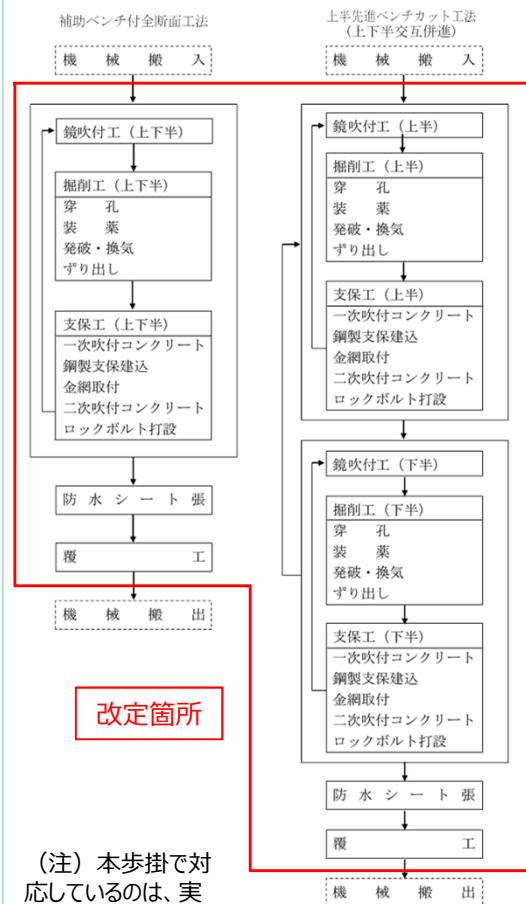 補助ベンチ付全断面工法
機械搬入
鏡吹付工（上下半）
掘削工（上下半）
穿孔
装薬
発破・換気
ずり出し
支保工（上下半）
一次吹付コンクリート
鋼製支保建込
金網取付
二次吹付コンクリート
ロックボルト打設
防水シート張
覆工
機械搬出
改定箇所
（注）本歩掛で対
応しているのは、実
上半先進ベンチカット工法
（上下半交互併進）
機械搬入
鏡吹付工（上半）
掘削工（上半）
穿孔
装薬
発破・換気
ずり出し
支保工（上半）
一次吹付コンクリート
鋼製支保建込
金網取付
二次吹付コンクリート
ロックボルト打設
鏡吹付工（下半）
掘削工（下半）
穿孔
装薬
発破・換気
ずり出し
支保工（下半）
一次吹付コンクリート
鋼製支保建込
金網取付
二次吹付コンクリート
ロックボルト打設
防水シート張
覆工
機械搬出